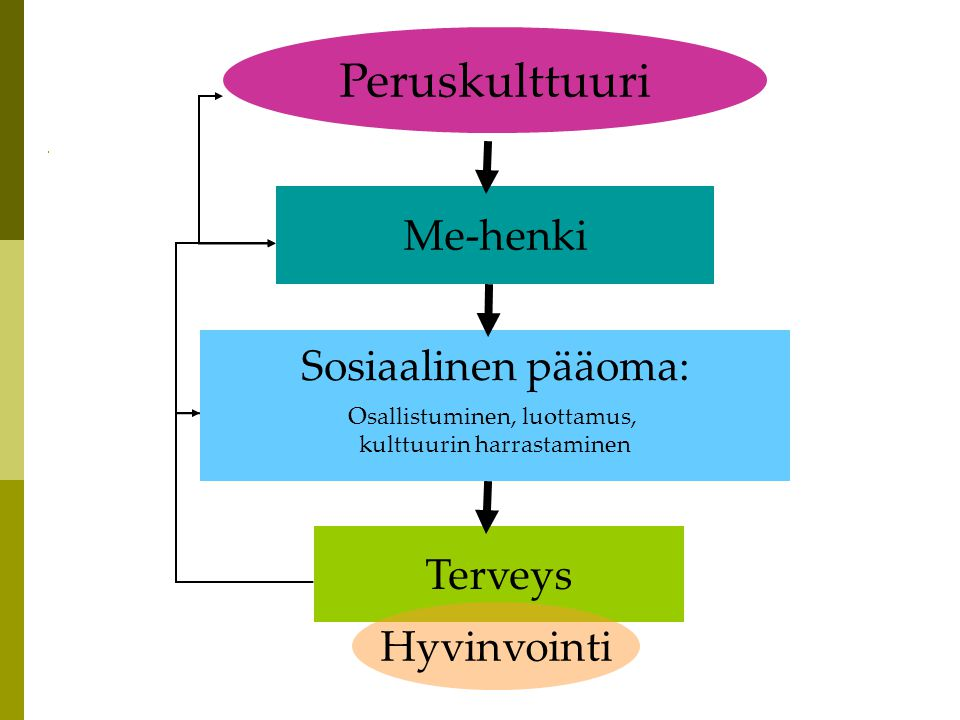 Peruskulttuuri
Me-henki
Sosiaalinen pääoma:
Osallistuminen, luottamus,
kulttuurin harrastaminen
Terveys
Hyvinvointi